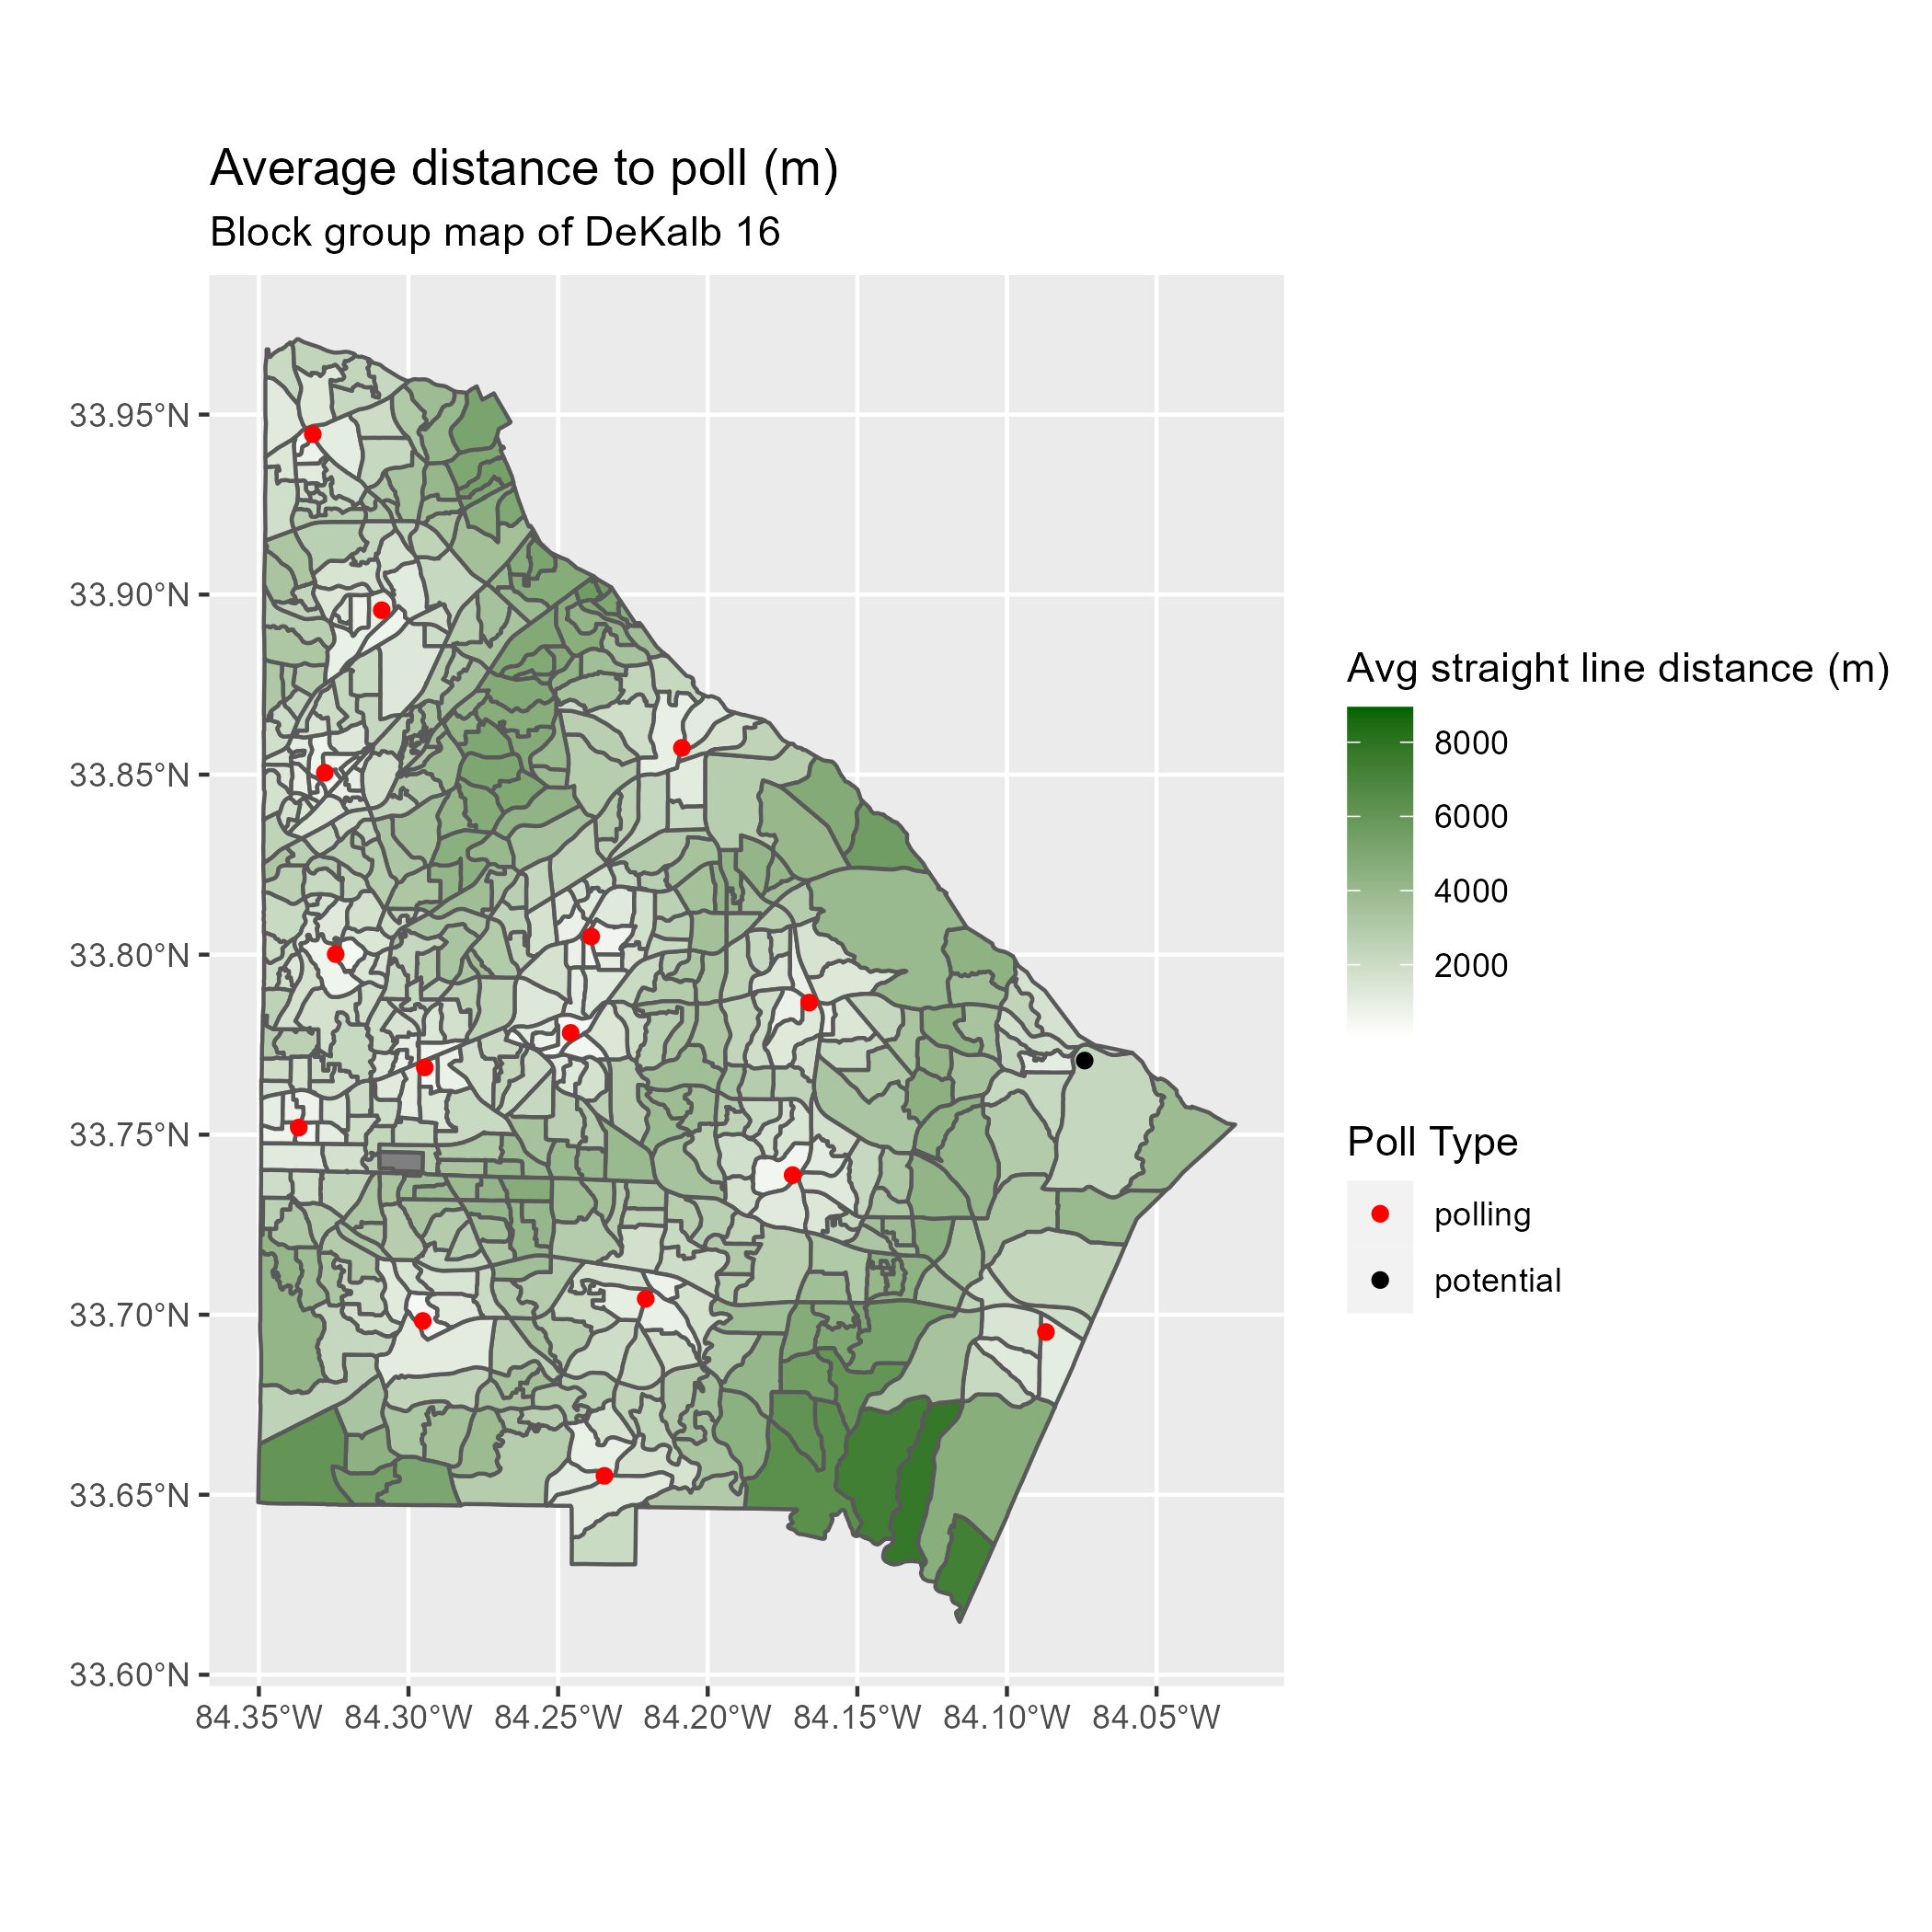 Average distance to poll (m)
Block group map of DeKalb 16
33.95°N
33.90°N
33.85°N
33.80°N
33.75°N
33.70°N
33.65°N
33.60°N
84.35°W 84.30°W 84.25°W 84.20°W 84.15°W 84.10°W 84.05°W
Avg straight line distance (m)
8000
6000
4000
2000
Poll Type
polling
potential